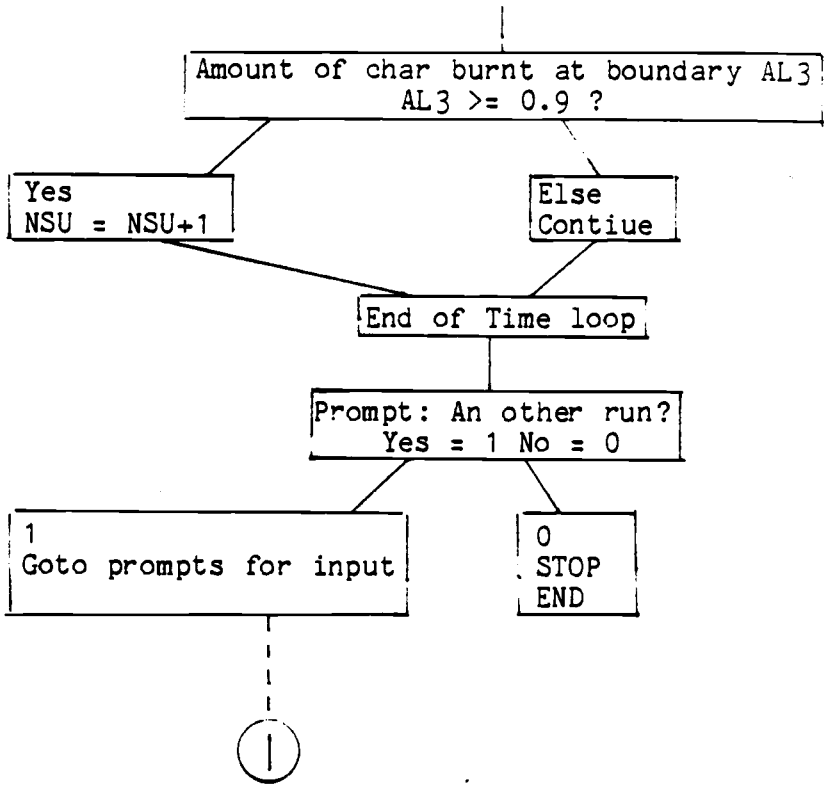 Amount of char burnt at boundary AL3
AL3 >= 0.9 ?
Yes
NSU = NSU+1
Else
Contiue
End of Time loop
Prompt: An other run?
Yes = 1 No = 0
1
Goto prompts for input
0
STOP
END
1